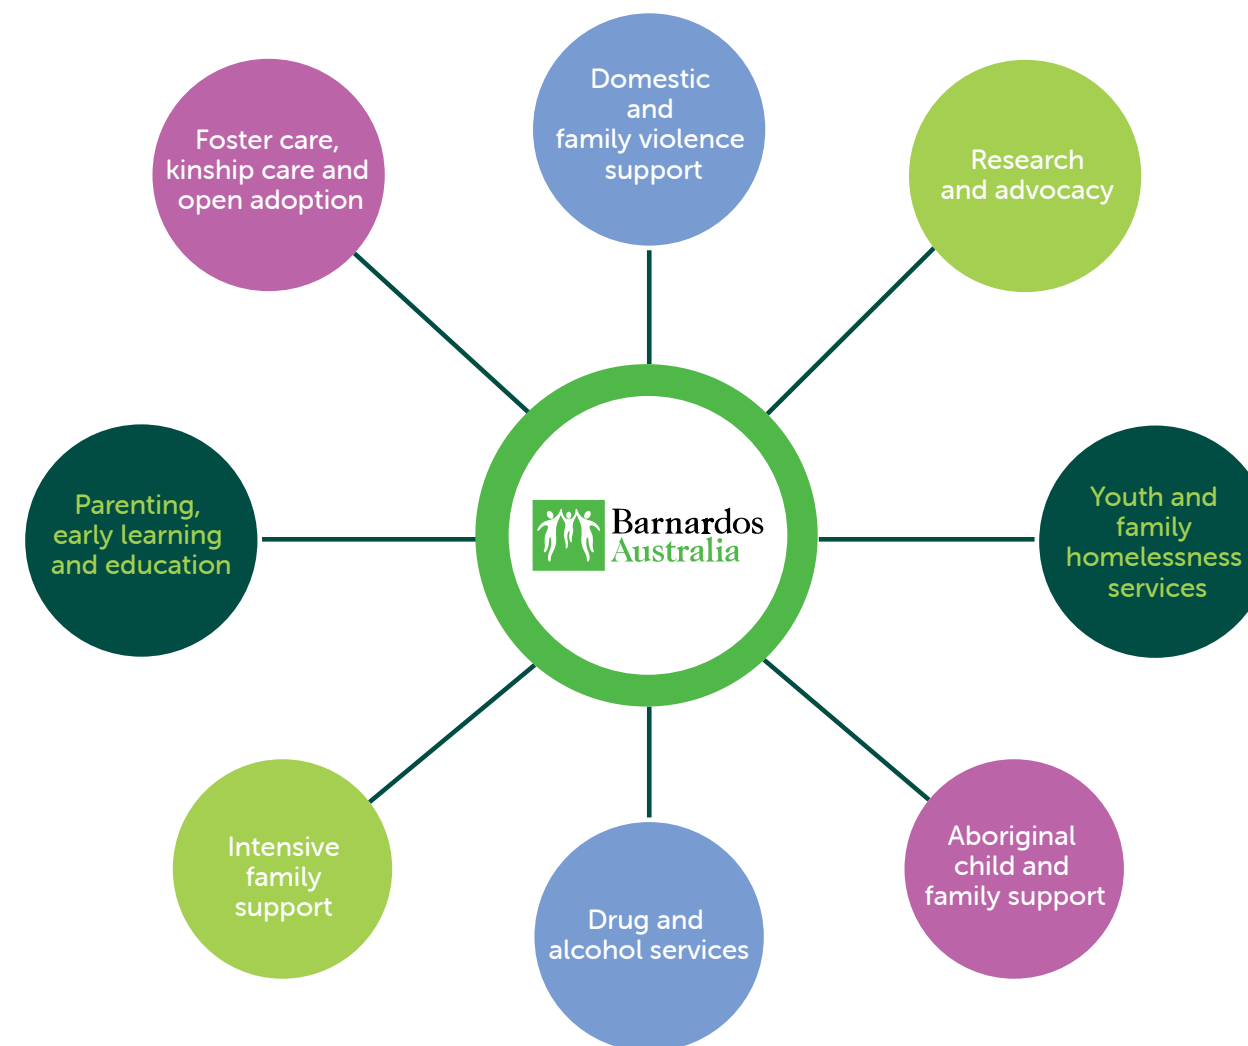 Domestic
and
family violence
support
Foster care,
kinship care and
open adoption
Research
and advocacy
Parenting,
early learning
and education
Barnardos
Australia
Youth and
family
homelessness
services
Intensive
family
support
Drug and
alcohol services
Aboriginal
child and
family support